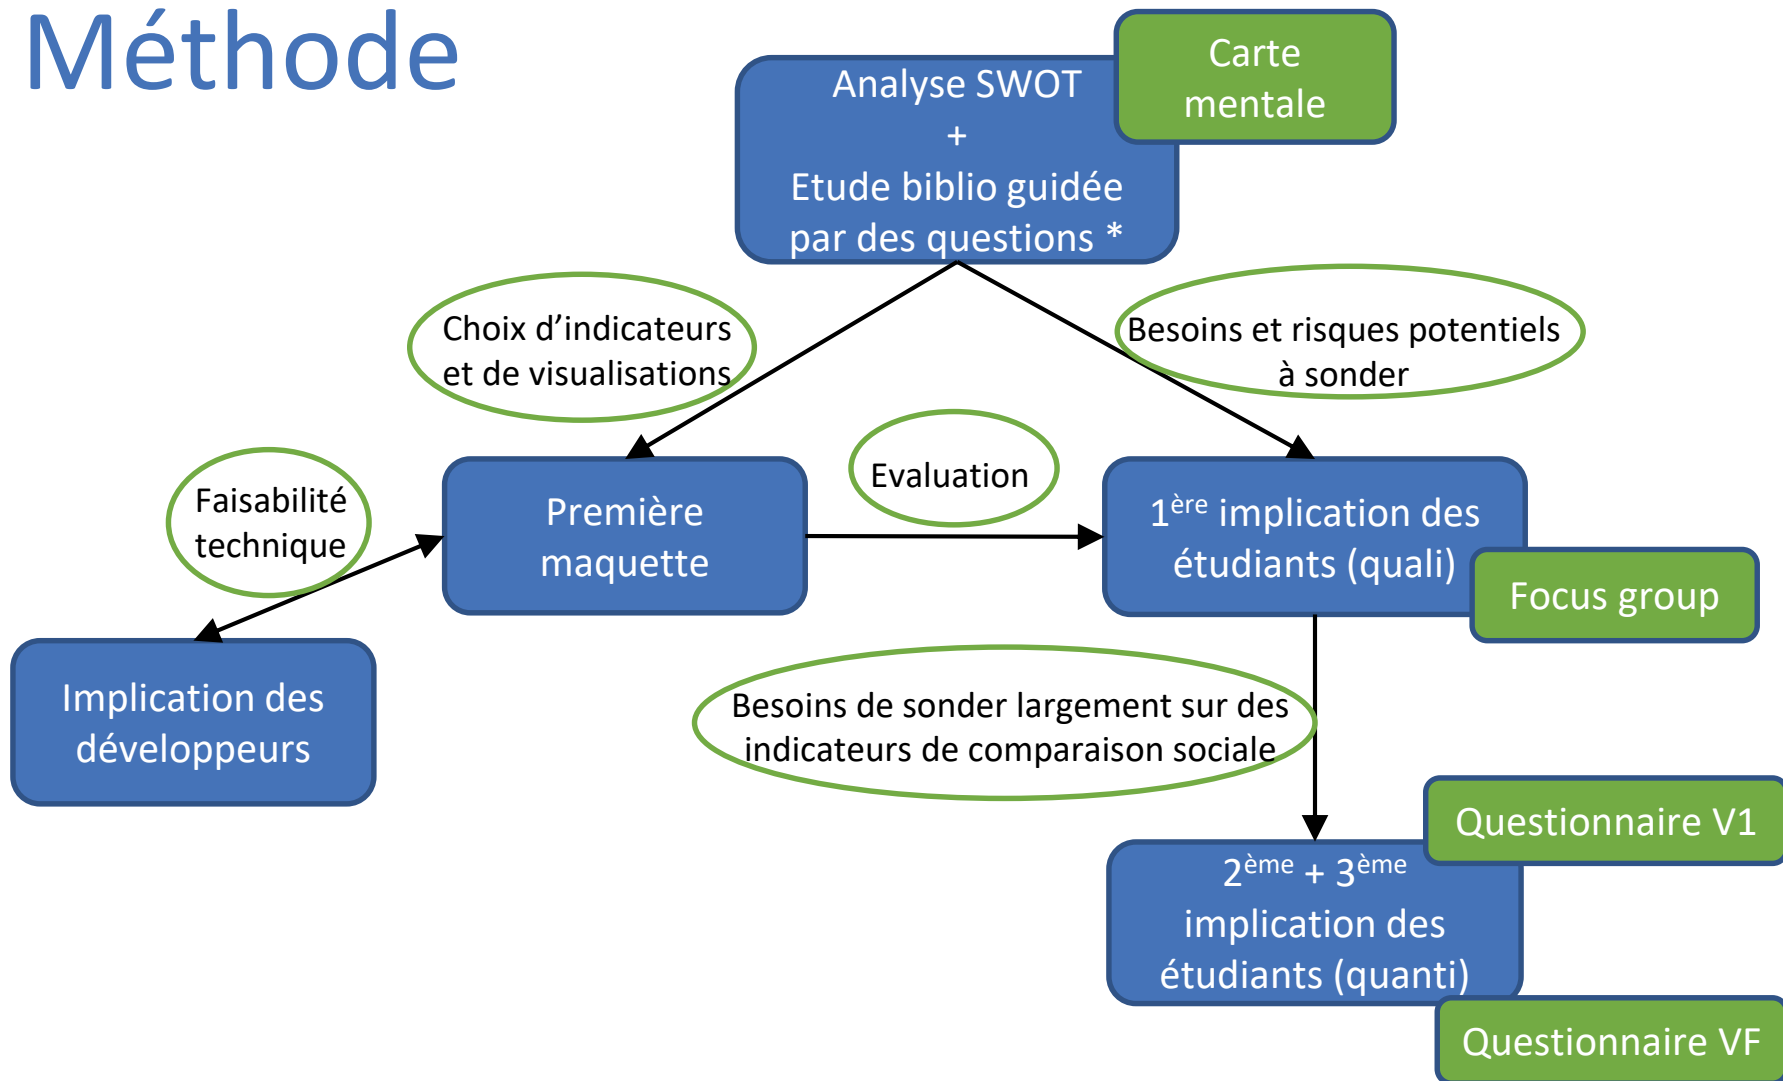 Méthode
Analyse SWOT
+
Etude biblio guidée
par des questions *
Carte
mentale
Choix d’indicateurs
et de visualisations
Besoins et risques potentiels
à sonder
Faisabilité
technique
Première
maquette
Evaluation
1ère implication des
étudiants (quali)
Focus group
Implication des
développeurs
Besoins de sonder largement sur des
indicateurs de comparaison sociale
Questionnaire V1
2ème + 3ème
implication des
étudiants (quanti)
Questionnaire VF